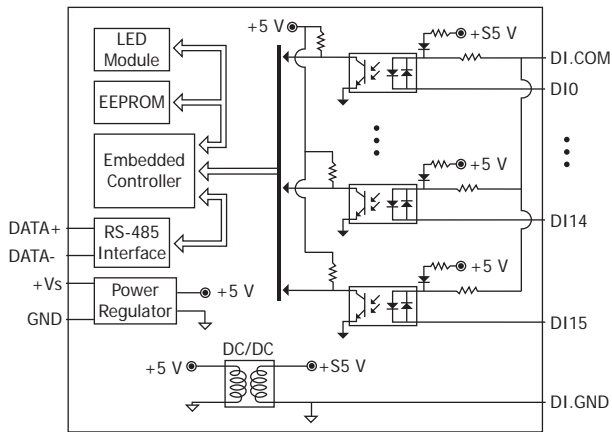 LED
Module
EEPROM
Embedded
Controller
RS-485
Interface
Power
Regulator
DATA+
DATA-
+Vs
GND
+5 V
+5 V
+S5 V
DI.COM
DI0
+5 V
DI14
+5 V
DI15
DC/DC
+5 V
+S5 V
DI.GND